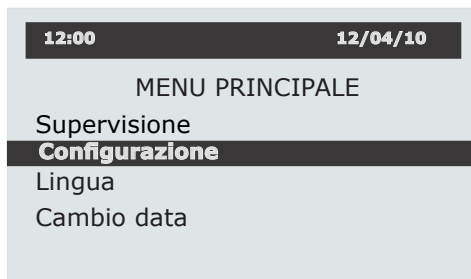 12:00 12/04/10
MENU PRINCIPALE
Supervisione
Configurazione
Lingua
Cambio data